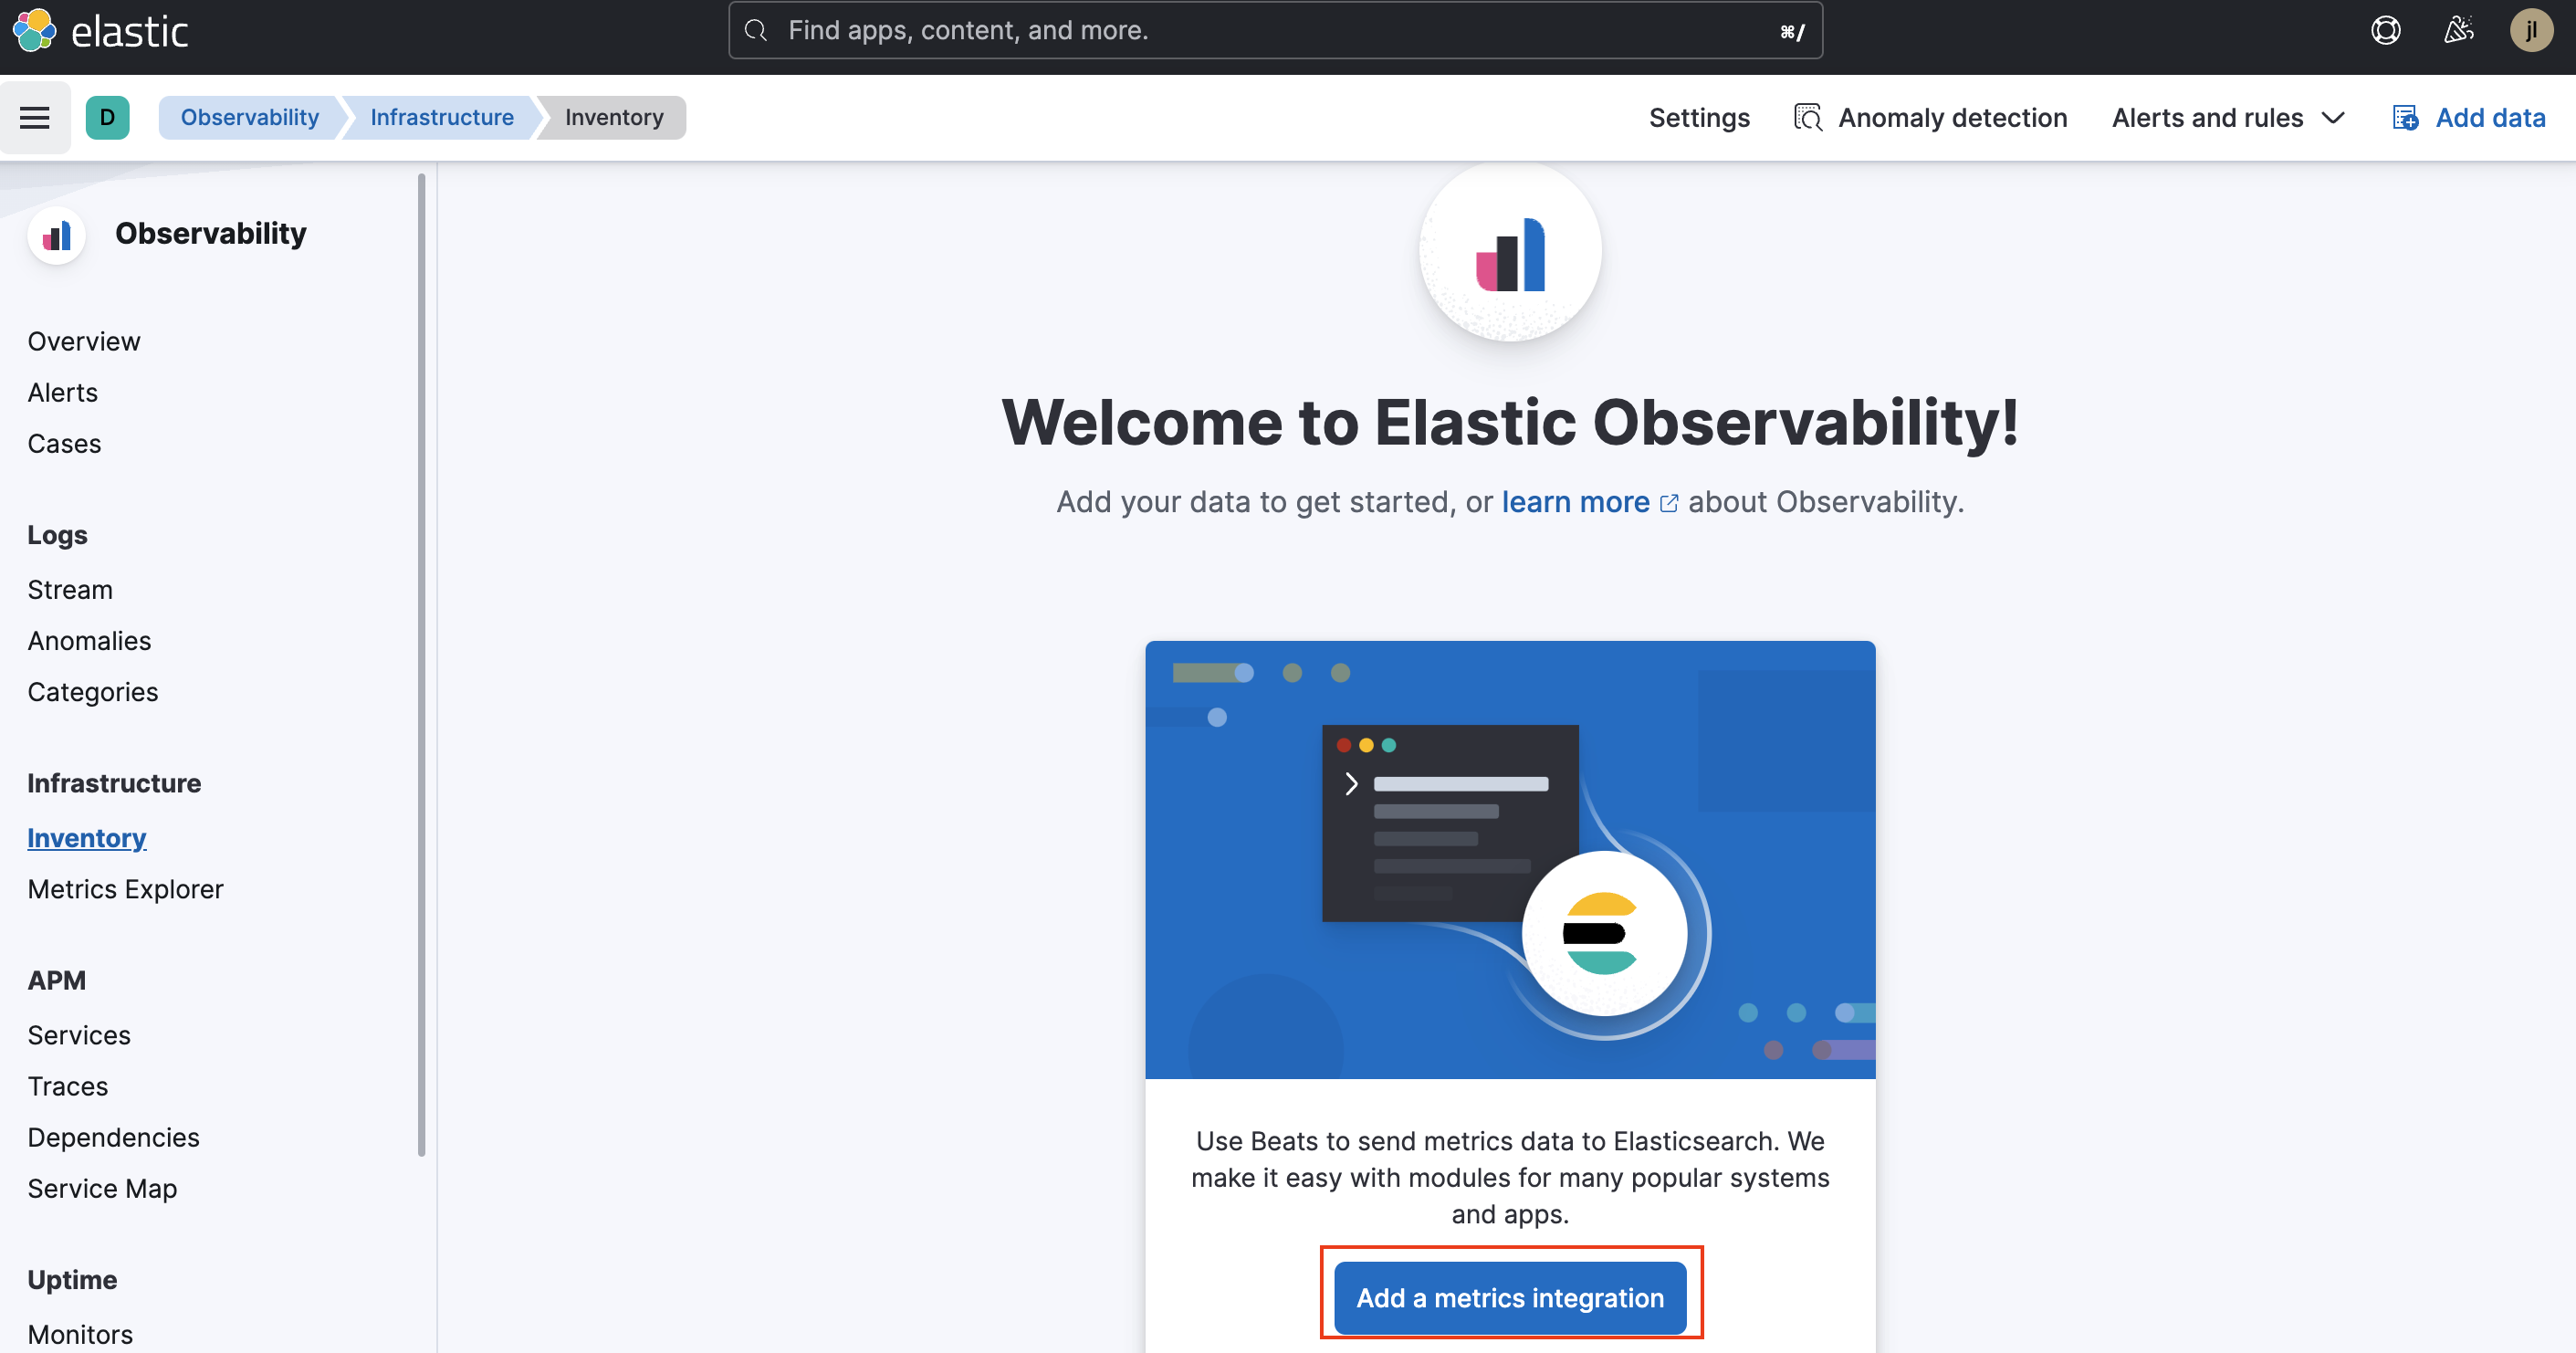 elastic
Find apps, content, and more.
⌘/
jl
D
Observability
Infrastructure
Inventory
Settings
Anomaly detection
Alerts and rules
Add data
Observability
Overview
Alerts
Cases
Logs
Stream
Anomalies
Categories
Infrastructure
Inventory
Metrics Explorer
APM
Services
Traces
Dependencies
Service Map
Uptime
Monitors
Welcome to Elastic Observability!
Add your data to get started, or learn more about Observability.
Use Beats to send metrics data to Elasticsearch. We
make it easy with modules for many popular systems
and apps.
Add a metrics integration